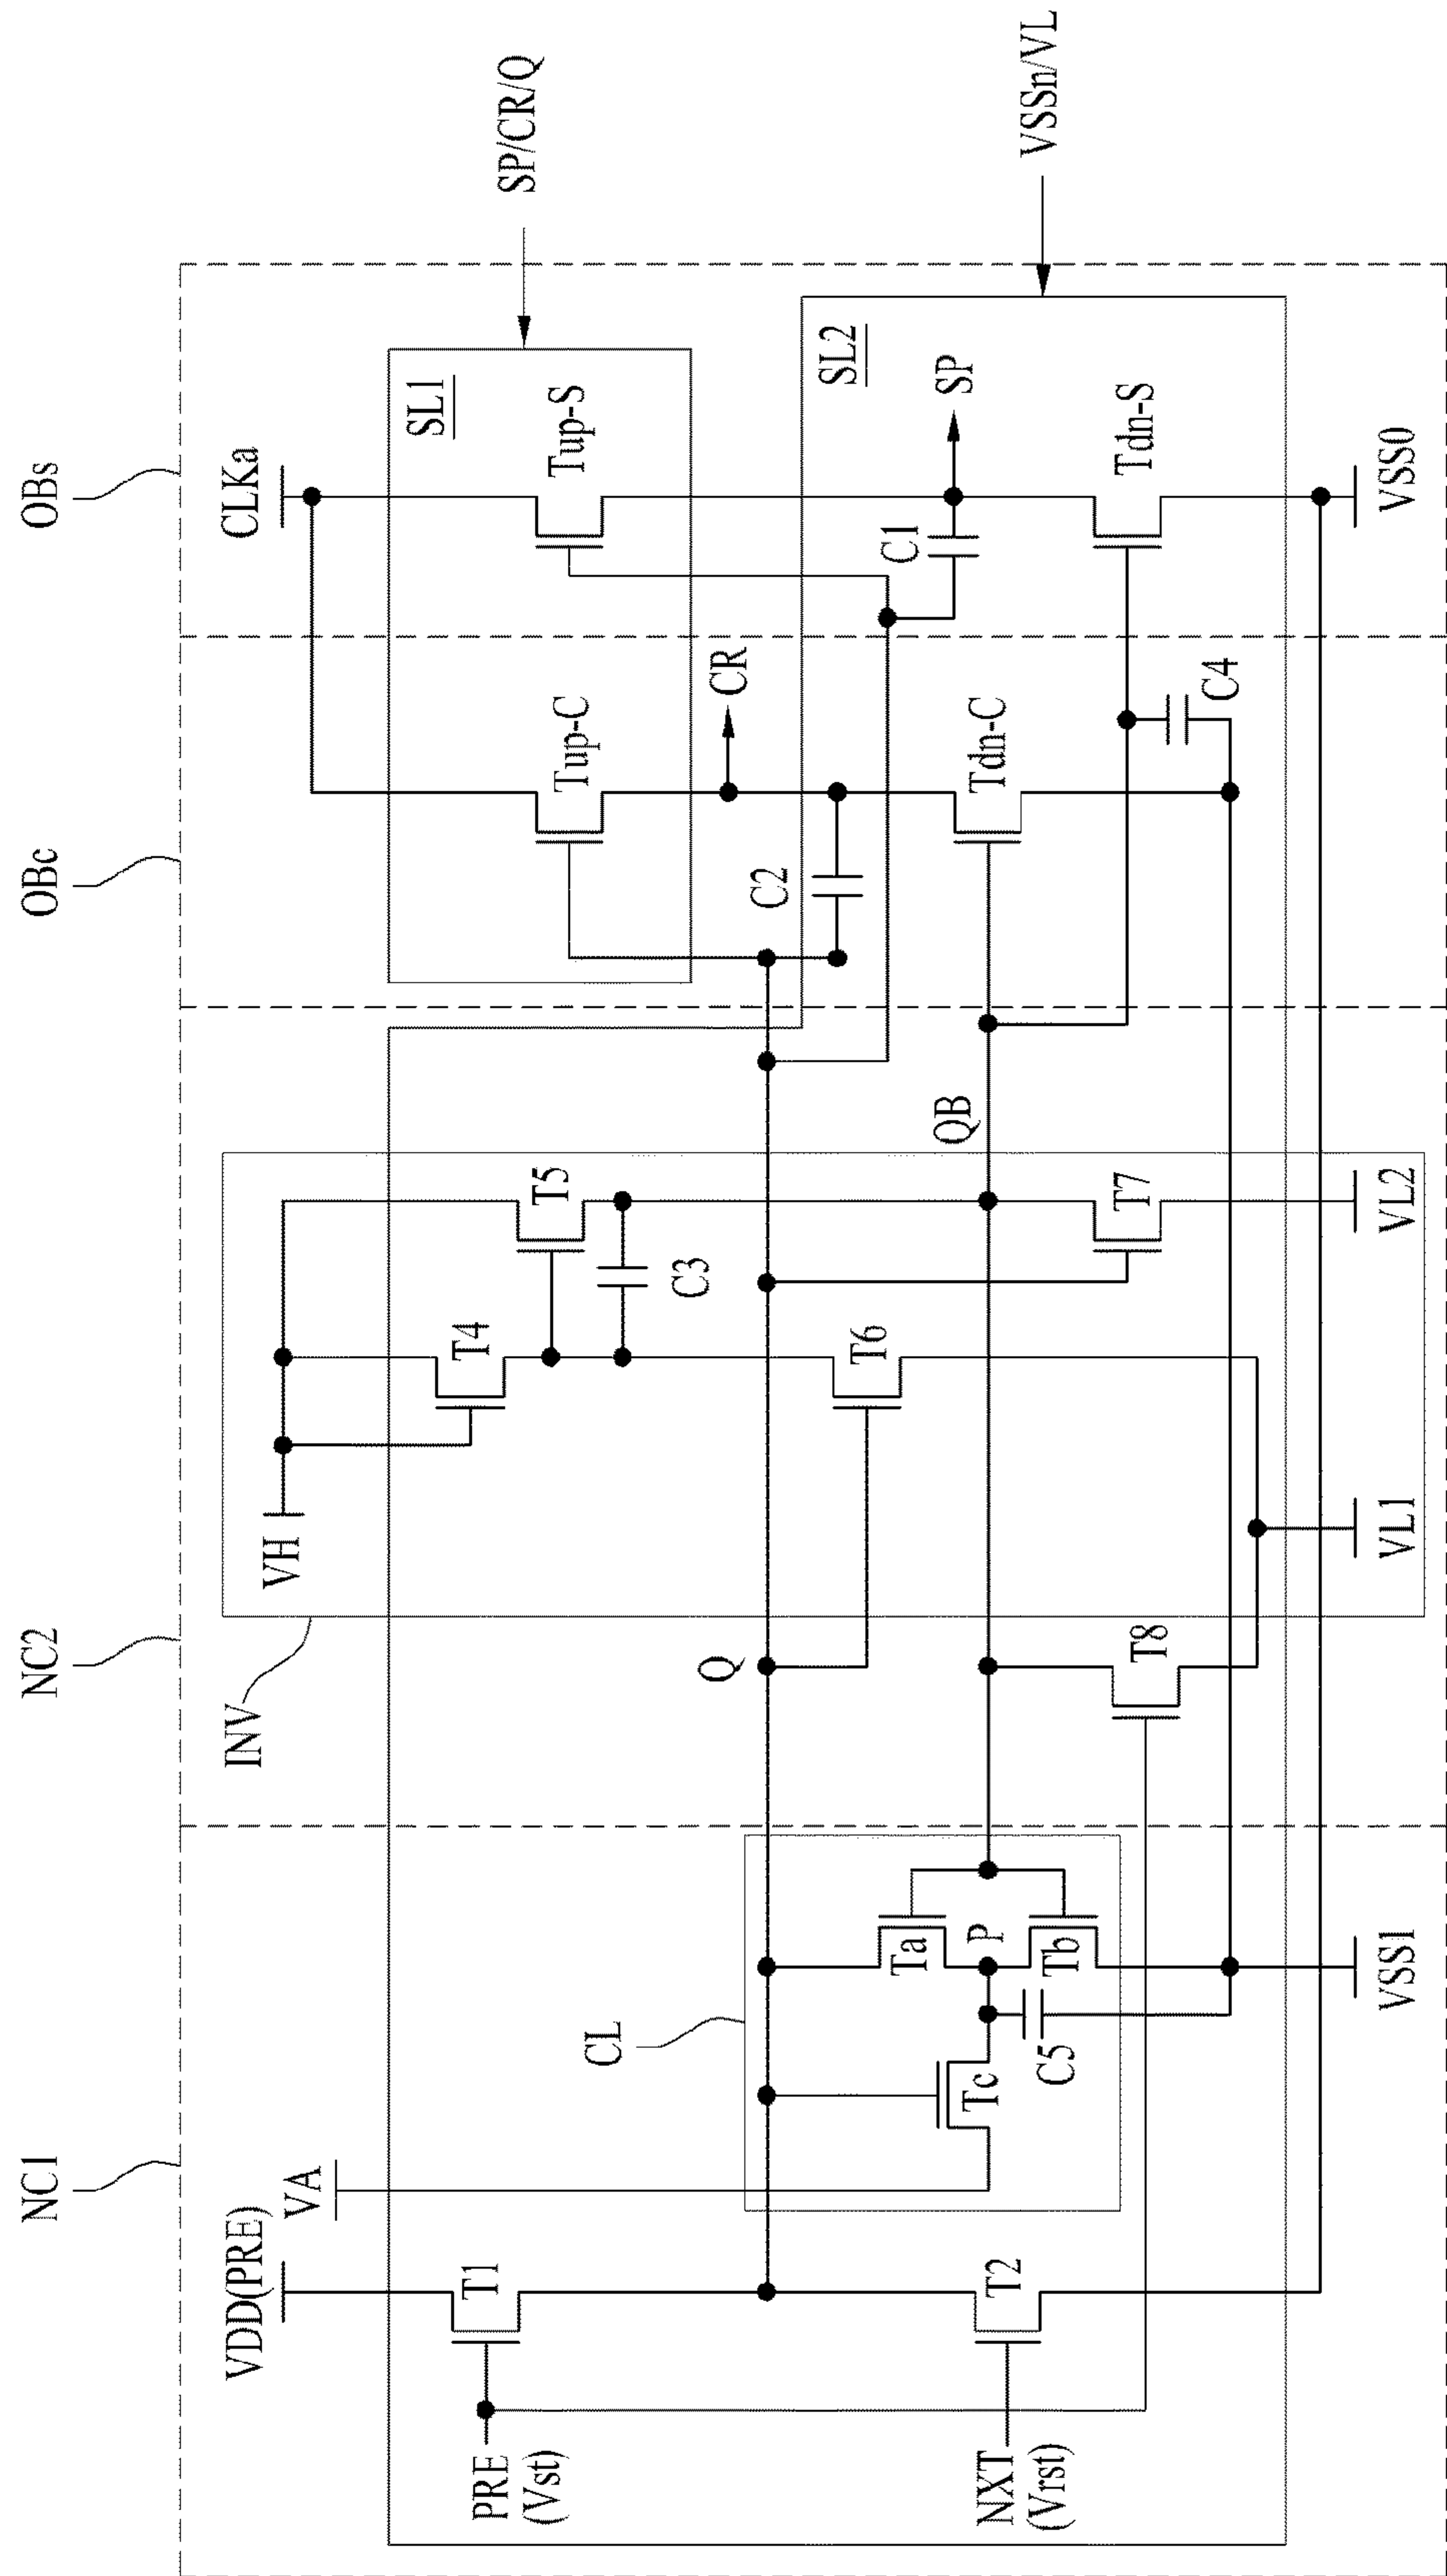 NC1
NC2
OBc
OBs
VDD(PRE)
VA
INV
VH
CLKa
SL1
SP/CR/Q
T1
T4
T5
Tup-C
Tup-S
PRE
(Vst)
CL
Q
C3
C2
CR
SL2
VSSn/VL
T6
C1
SP
Ta
P
Tc
Tb
C5
QB
Tdn-C
Tdn-S
T2
NXT
(Vrst)
T8
T7
C4
VSS1
VL1
VL2
VSS0